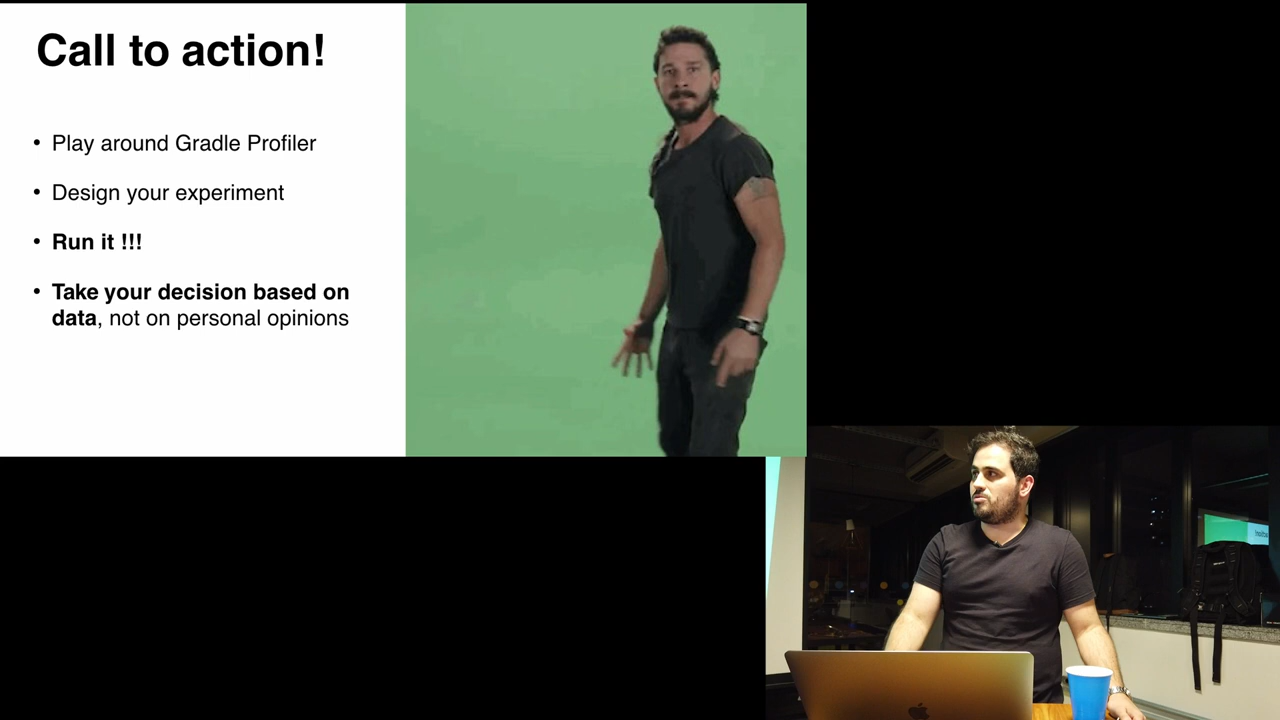 Call to action!
• Play around Gradle Profiler
• Design your experiment
• Run it !!!
• Take your decision based on
data, not on personal opinions